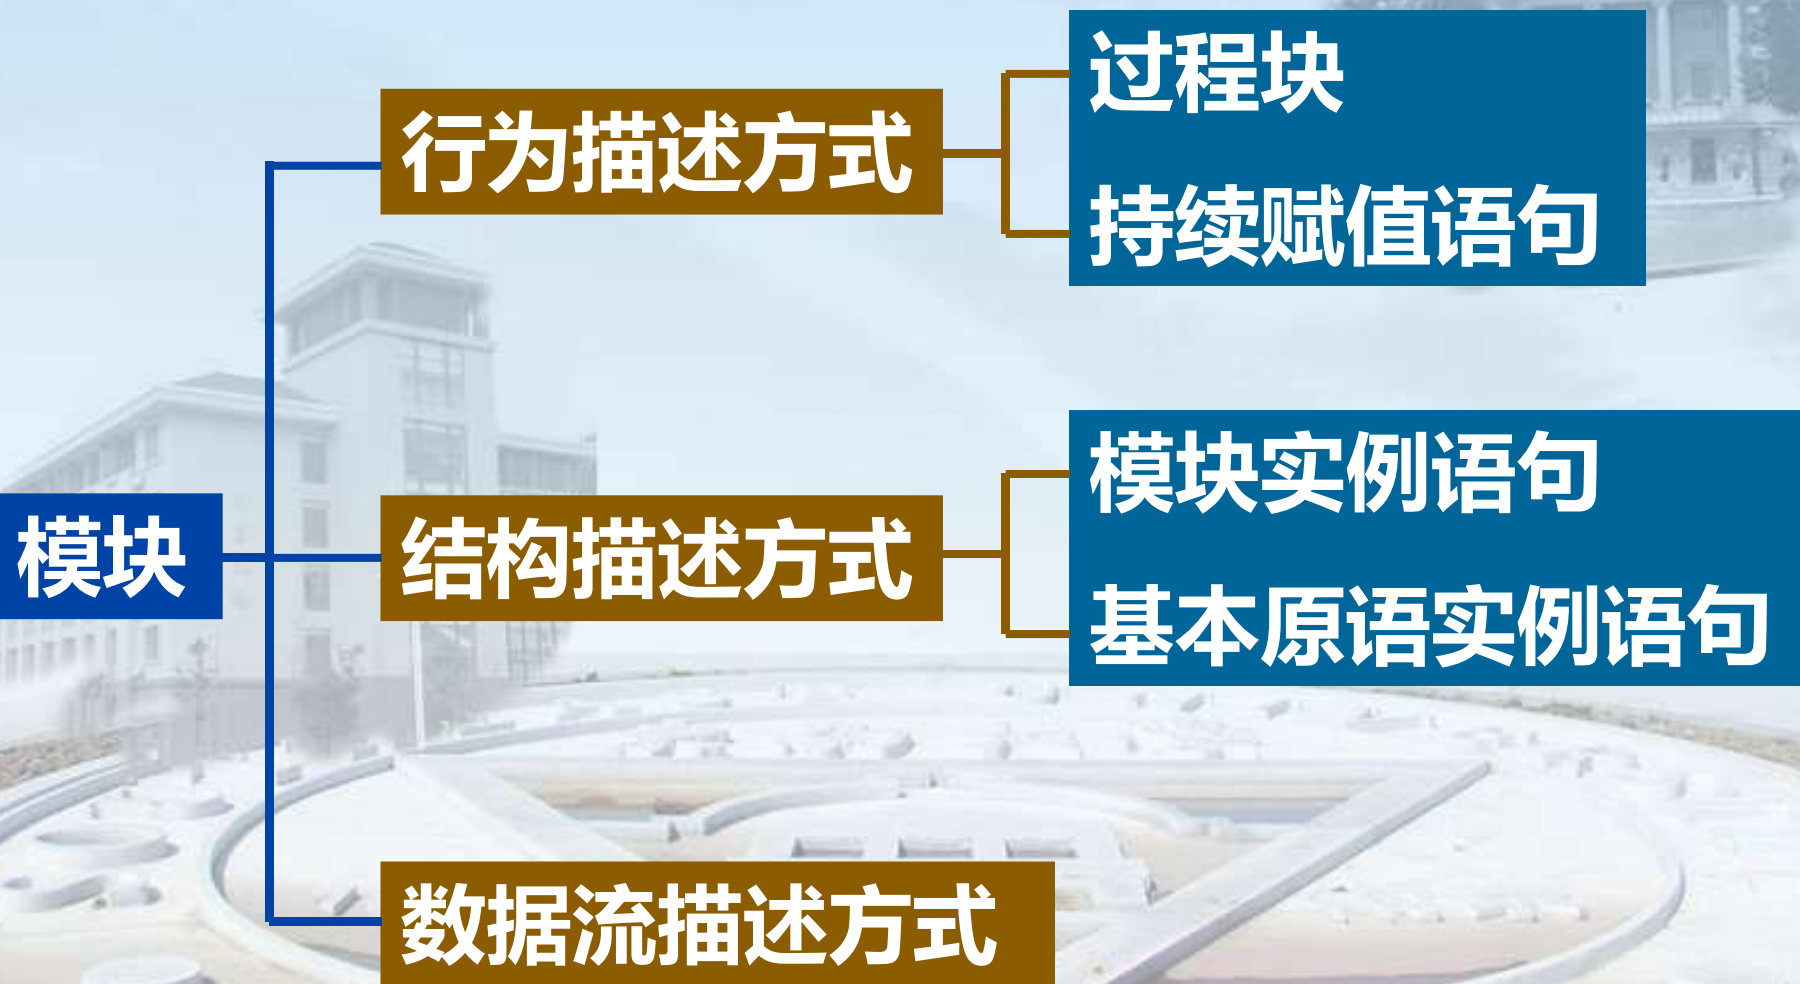 过程块
行为描述方式
持续赋值语句
模块实例语句
模块
结构描述方式
基本原语实例语句
数据流描述方式